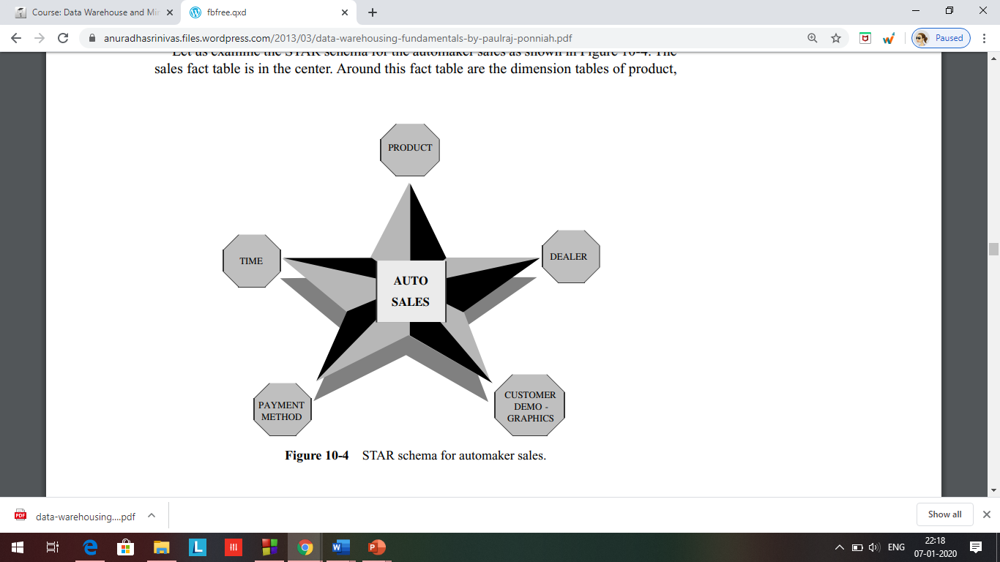 Course: Data Warehouse and Mi
fbfree.qxd
anuradhasrinivas.files.wordpress.com/2013/03/data-warehousing-fundamentals-by-paulraj-ponniah.pdf
Paused
Let us examine the STAR schema for the automaker sales as shown in Figure 10-4. The
sales fact table is in the center. Around this fact table are the dimension tables of product,
PRODUCT
TIME
DEALER
AUTO
SALES
PAYMENT
METHOD
CUSTOMER
DEMO -
GRAPHICS
Figure 10-4 STAR schema for automaker sales.
PDF
data-warehousing....pdf
Show all
ENG
22:18
07-01-2020